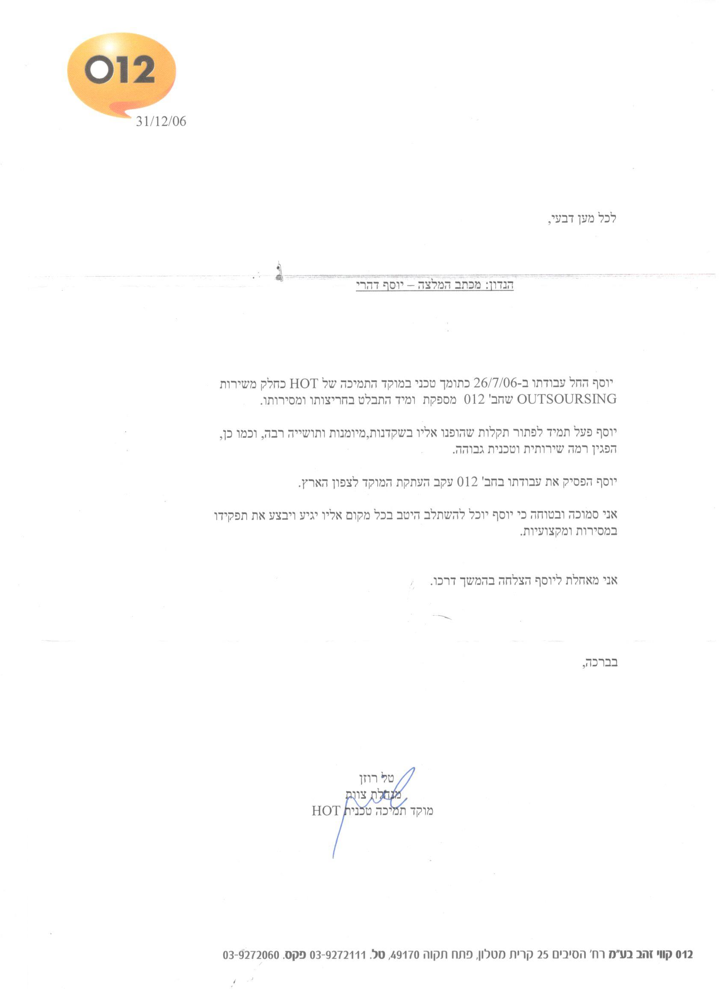 012
31/12/06
לכל מען דבעי,
הנדון: מכתב המלצה – יוסף דהרי
יוסף החל עבודתו ב-26/7/06 כתומך טכני במוקד התמיכה של HOT כחלק משירות
OUTSOURSING שחב' 012 מספקת ומיד התבלט בחריצותו ומסירותו.
יוסף פעל תמיד לפתור תקלות שהופנו אליו בשקדנות,מיומנות ותושייה רבה, וכמו כן,
הפגין רמה שירותית וטכנית גבוהה.
יוסף הפסיק את עבודתו בחב' 012 עקב העתקת המוקד לצפון הארץ.
אני סמוכה ובטוחה כי יוסף יוכל להשתלב היטב בכל מקום אליו יגיע ויבצע את תפקידו
במסירות ומקצועיות.
אני מאחלת ליוסף הצלחה בהמשך דרכו.
בברכה,
טל רוזן
מנהלת צוות
מוקד תמיכה טכנית HOT
012 קווי זהב בע"מ רח' הסיבים 25 קרית מטלון, פתח תקוה 49170, טל. 03-9272111 פקס. 03-9272060